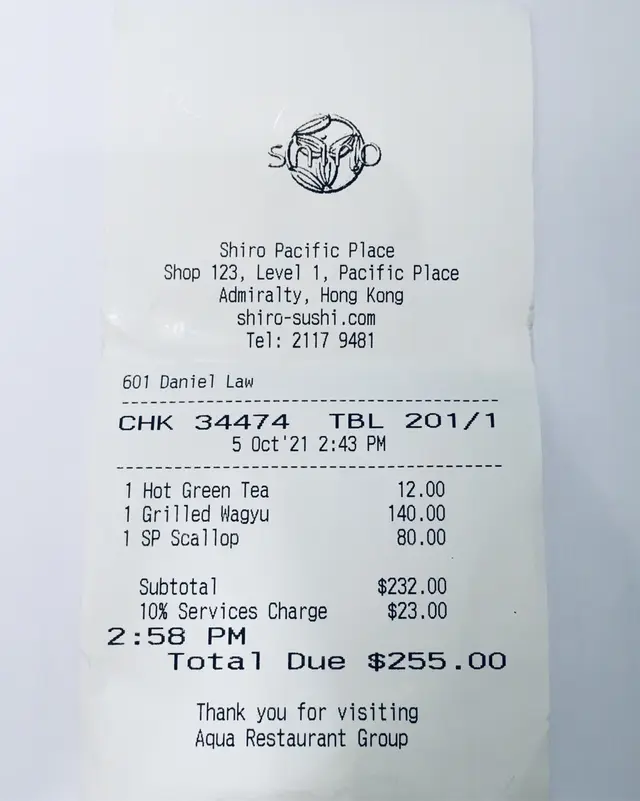 SHIRO
Shiro Pacific Place
Shop 123, Level 1, Pacific Place
Admiralty, Hong Kong
shiro-sushi.com
Tel: 2117 9481
601 Daniel Law
CHK 34474 TBL 201/1
5 Oct'21 2:43 PM
1 Hot Green Tea 12.00
1 Grilled Wagyu 140.00
1 SP Scallop 80.00
Subtotal $232.00
10% Services Charge $23.00
2:58 PM
Total Due $255.00
Thank you for visiting
Aqua Restaurant Group